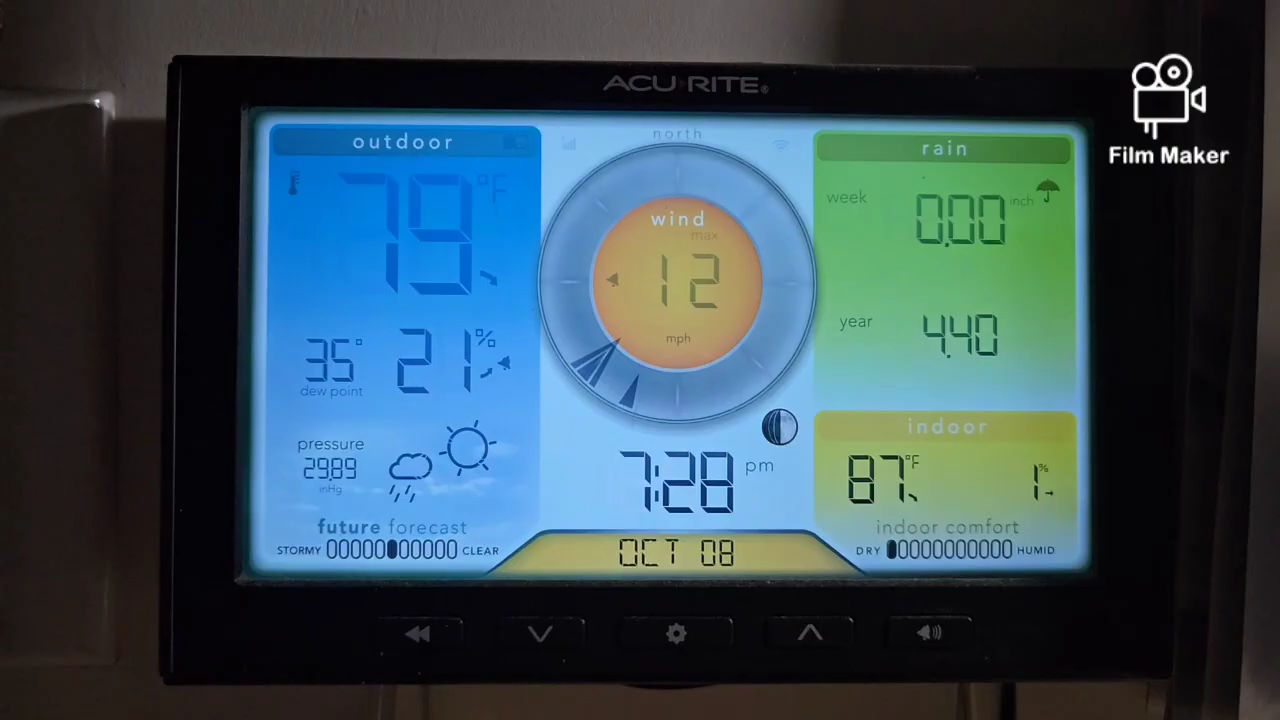 ACU RITE®
Film Maker
outdoor
79 °F
35°
dew point
21%
pressure
29.89
inHg
future forecast
STORMY CLEAR
north
wind
max
12
mph
7:28 pm
OCT 08
rain
week 0.00 inch
year 4.40
indoor
87 °F 1%
indoor comfort
DRY HUMID